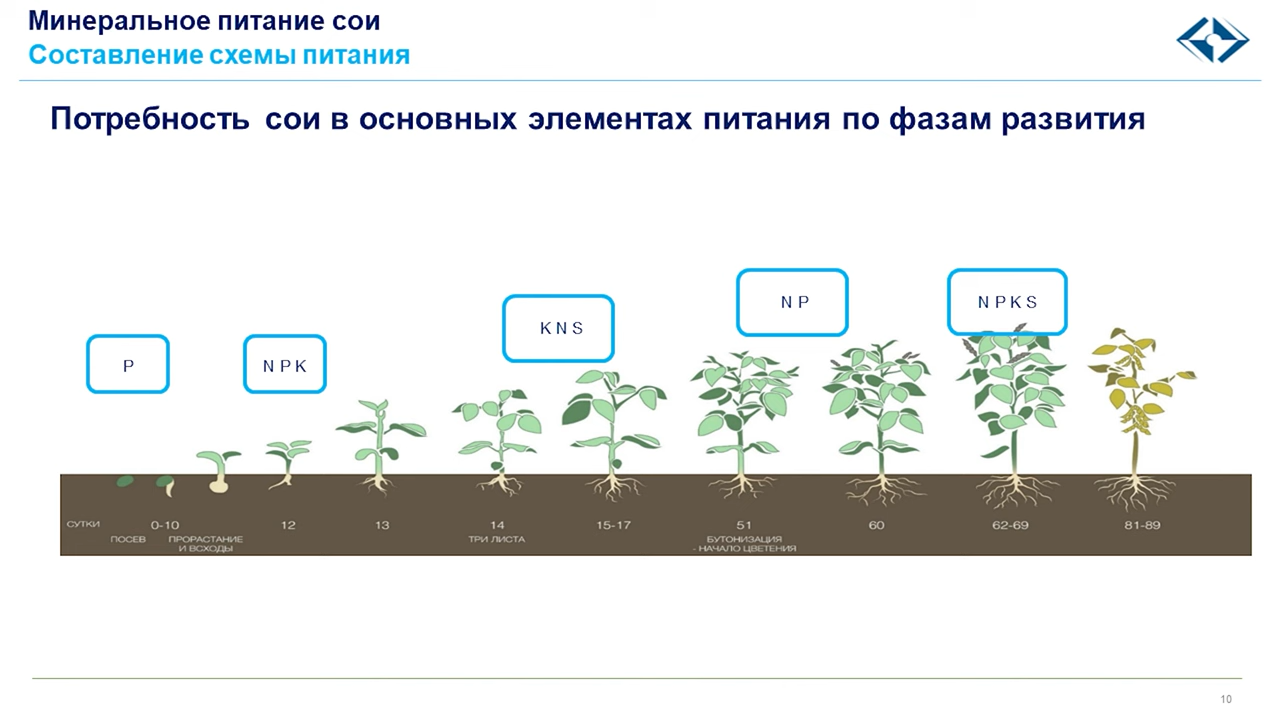 Минеральное питание сои
Составление схемы питания
Потребность сои в основных элементах питания по фазам развития
P
N P K
K N S
N P
N P K S
СУТКИ
0-10
12
13
14
15-17
51
60
62-69
81-89
ПОСЕВ
ПРОРАСТАНИЕ
И ВСХОДЫ
ТРИ ЛИСТА
БУТОНИЗАЦИЯ
- НАЧАЛО ЦВЕТЕНИЯ
10